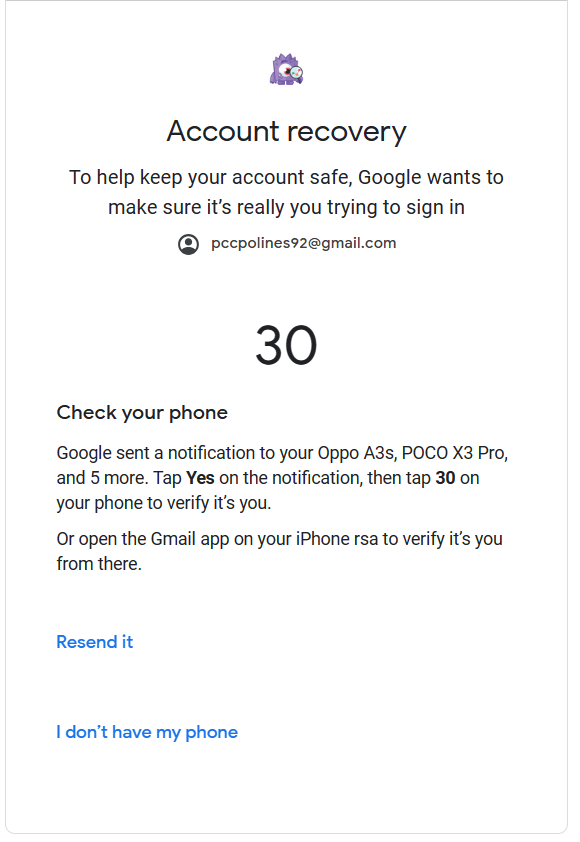 Account recovery
To help keep your account safe, Google wants to
make sure it’s really you trying to sign in
pccpolines92@gmail.com
30
Check your phone
Google sent a notification to your Oppo A3s, POCO X3 Pro,
and 5 more. Tap Yes on the notification, then tap 30 on
your phone to verify it’s you.
Or open the Gmail app on your iPhone rsa to verify it’s you
from there.
Resend it
I don’t have my phone